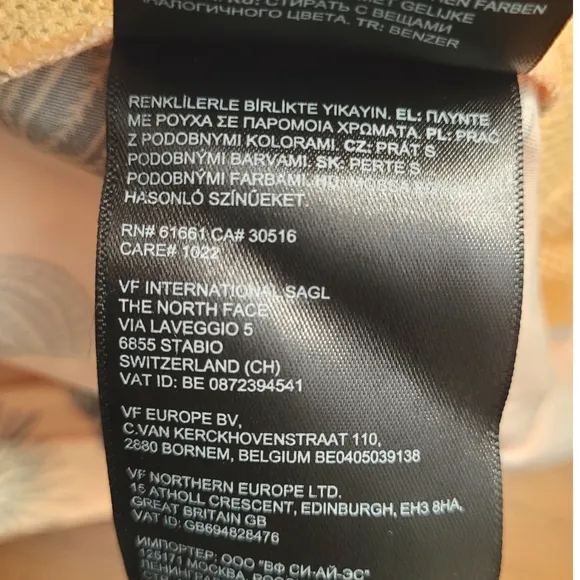 СТИРАТЬ С ВЕЩАМИ
АНАЛОГИЧНОГО ЦВЕТА. TR: BENZER
RENKLİLERLE BİRLİKTE YIKAYIN. EL: ΠΛΥΝΤΕ
ΜΕ ΡΟΥΧΑ ΣΕ ΠΑΡΟΜΟΙΑ ΧΡΩΜΑΤΑ. PL: PRAĆ
Z PODOBNYMI KOLORAMI. CZ: PRÁT S
PODOBNÝMI BARVAMI. SK: PERTE S
PODOBNÝMI FARBAMI.
HASONLÓ SZÍNŰEKET.
RN# 61661 CA# 30516
CARE# 1022
VF INTERNATIONAL SAGL
THE NORTH FACE
VIA LAVEGGIO 5
6855 STABIO
SWITZERLAND (CH)
VAT ID: BE 0872394541
VF EUROPE BV,
C.VAN KERCKHOVENSTRAAT 110,
2880 BORNEM, BELGIUM BE0405039138
VF NORTHERN EUROPE LTD.
15 ATHOLL CRESCENT, EDINBURGH, EH3 8HA,
GREAT BRITAIN GB
VAT ID: GB694828476
ИМПОРТЕР: ООО "ВФ СИ-АЙ-ЭС"
125171 МОСКВА,